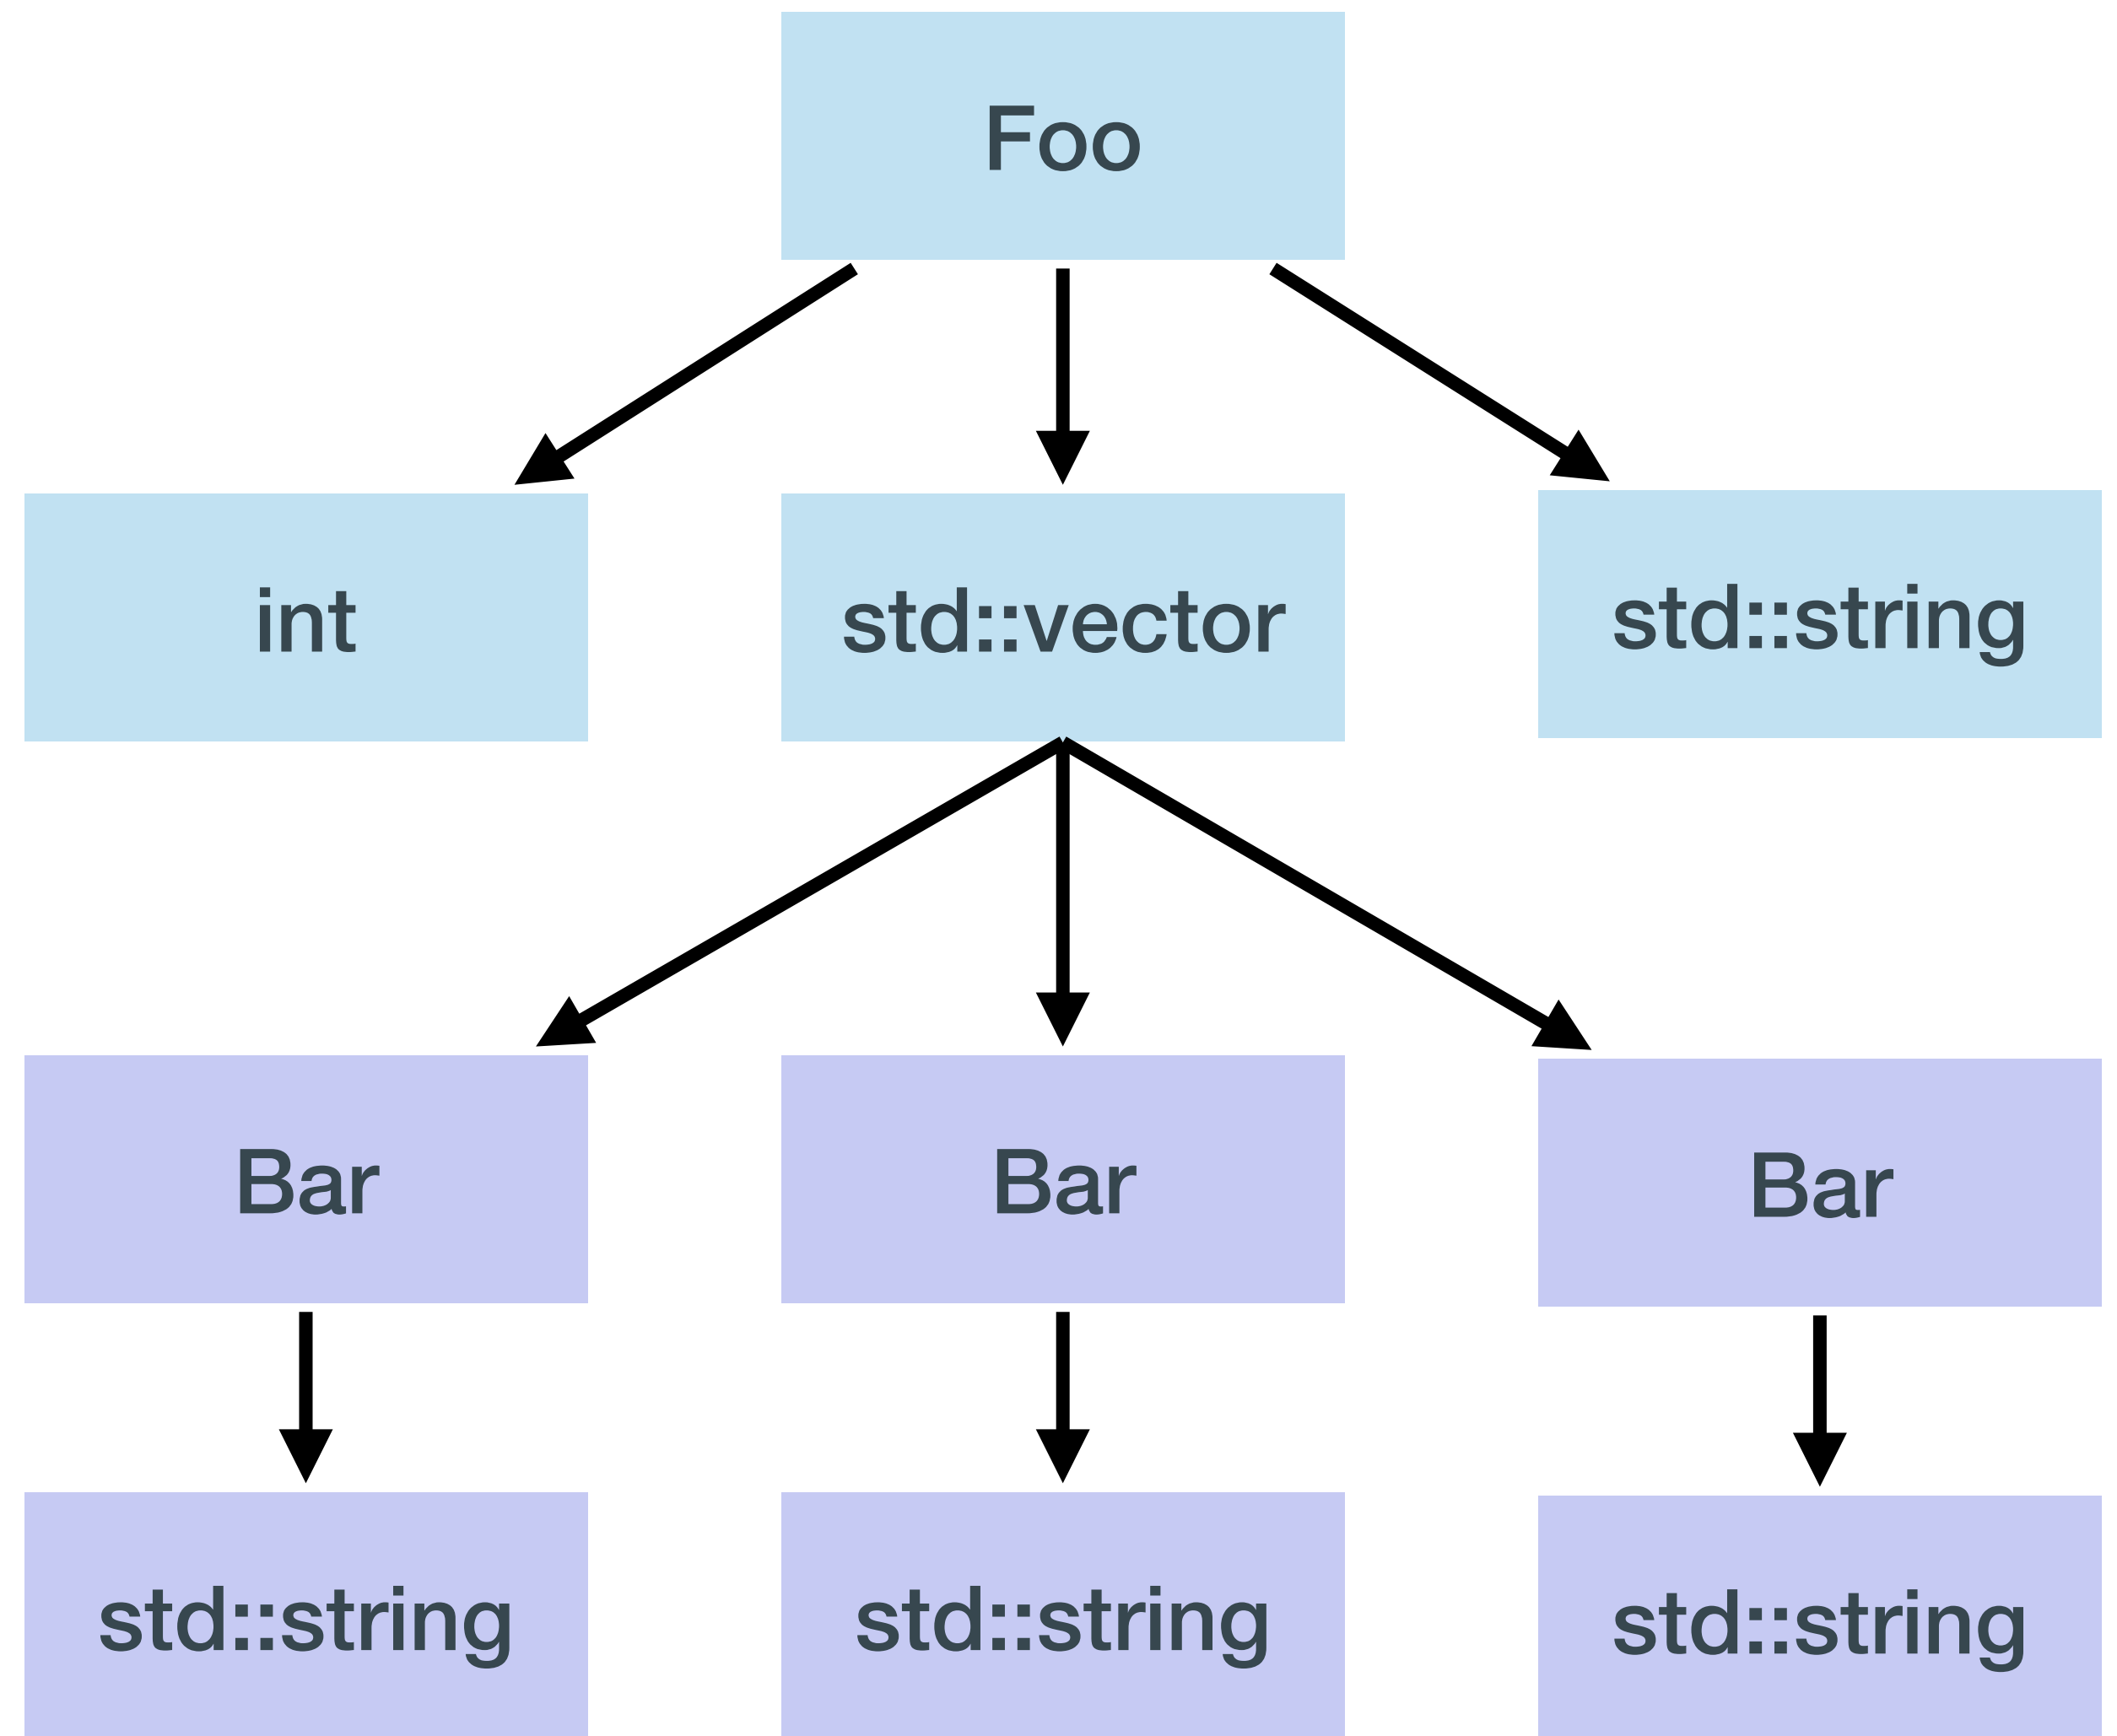 Foo
int
std::vector
std::string
Bar
Bar
Bar
std::string
std::string
std::string